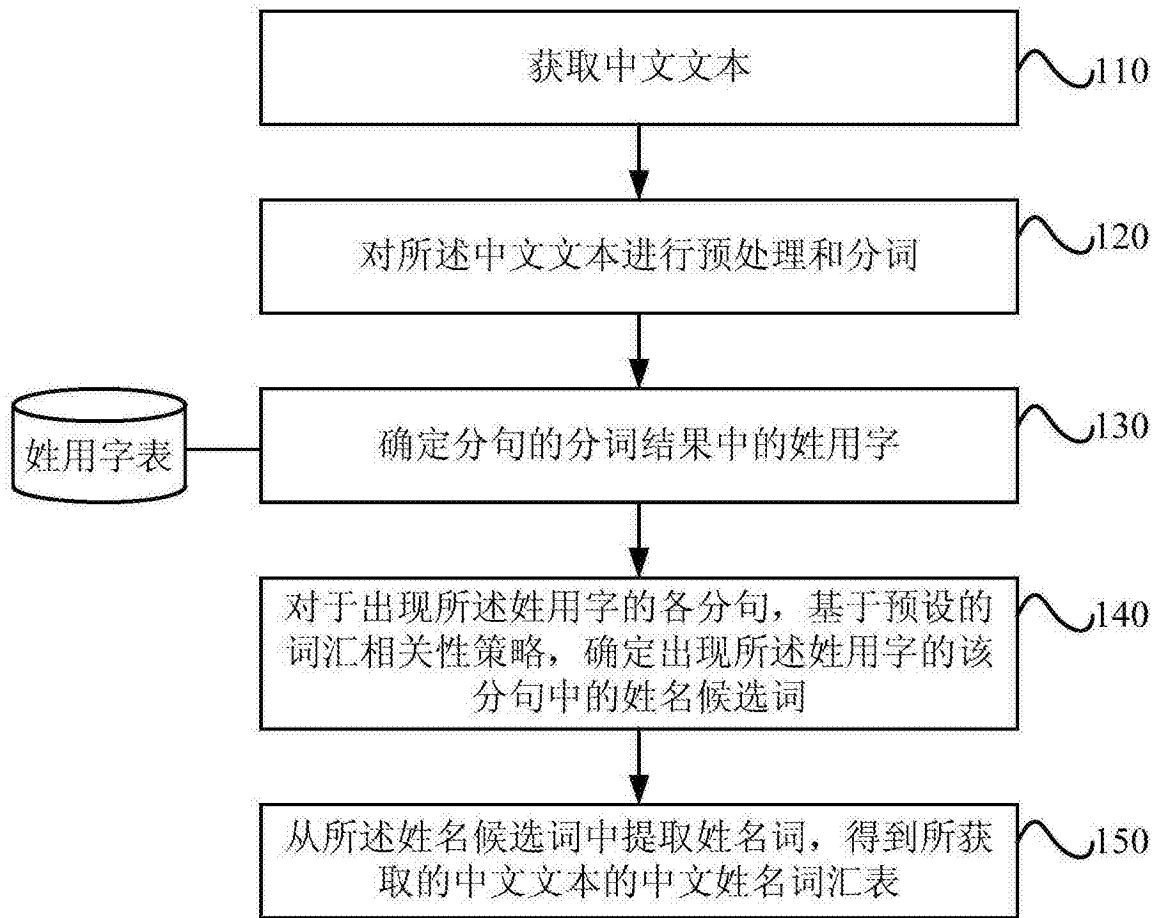 获取中文文本
110
对所述中文文本进行预处理和分词
120
姓用字表
确定分句的分词结果中的姓用字
130
对于出现所述姓用字的各分句，基于预设的
词汇相关性策略，确定出现所述姓用字的该
分句中的姓名候选词
140
从所述姓名候选词中提取姓名词，得到所获
取的中文文本的中文姓名词汇表
150